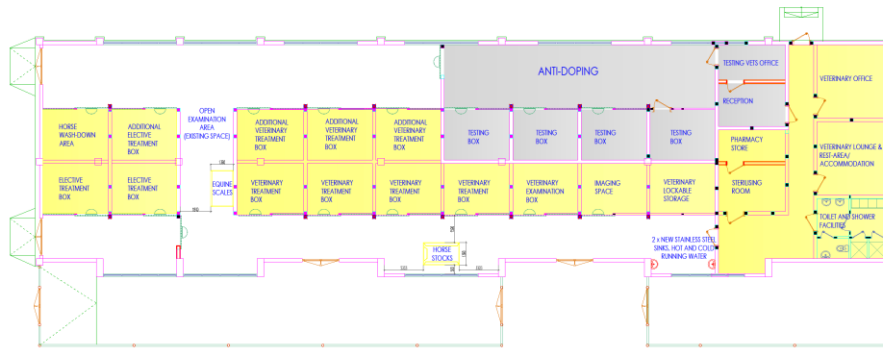 ANTI-DOPING
TESTING VETS OFFICE
RECEPTION
VETERINARY OFFICE
OPEN
EXAMINATION
AREA
(EXISTING SPACE)
HORSE
WASH-DOWN
AREA
ADDITIONAL
ELECTIVE
TREATMENT
BOX
ADDITIONAL
VETERINARY
TREATMENT
BOX
ADDITIONAL
VETERINARY
TREATMENT
BOX
ADDITIONAL
VETERINARY
TREATMENT
BOX
TESTING
BOX
TESTING
BOX
TESTING
BOX
TESTING
BOX
PHARMACY
STORE
VETERINARY LOUNGE &
REST-AREA/
ACCOMMODATION
ELECTIVE
TREATMENT
BOX
ELECTIVE
TREATMENT
BOX
EQUINE
SCALES
VETERINARY
TREATMENT
BOX
VETERINARY
TREATMENT
BOX
VETERINARY
TREATMENT
BOX
VETERINARY
TREATMENT
BOX
VETERINARY
EXAMINATION
BOX
IMAGING
SPACE
VETERINARY
LOCKABLE
STORAGE
STERILISING
ROOM
TOILET AND SHOWER
FACILITIES
HORSE
STOCKS
2 x NEW STAINLESS STEEL
SINKS, HOT AND COLD
RUNNING WATER